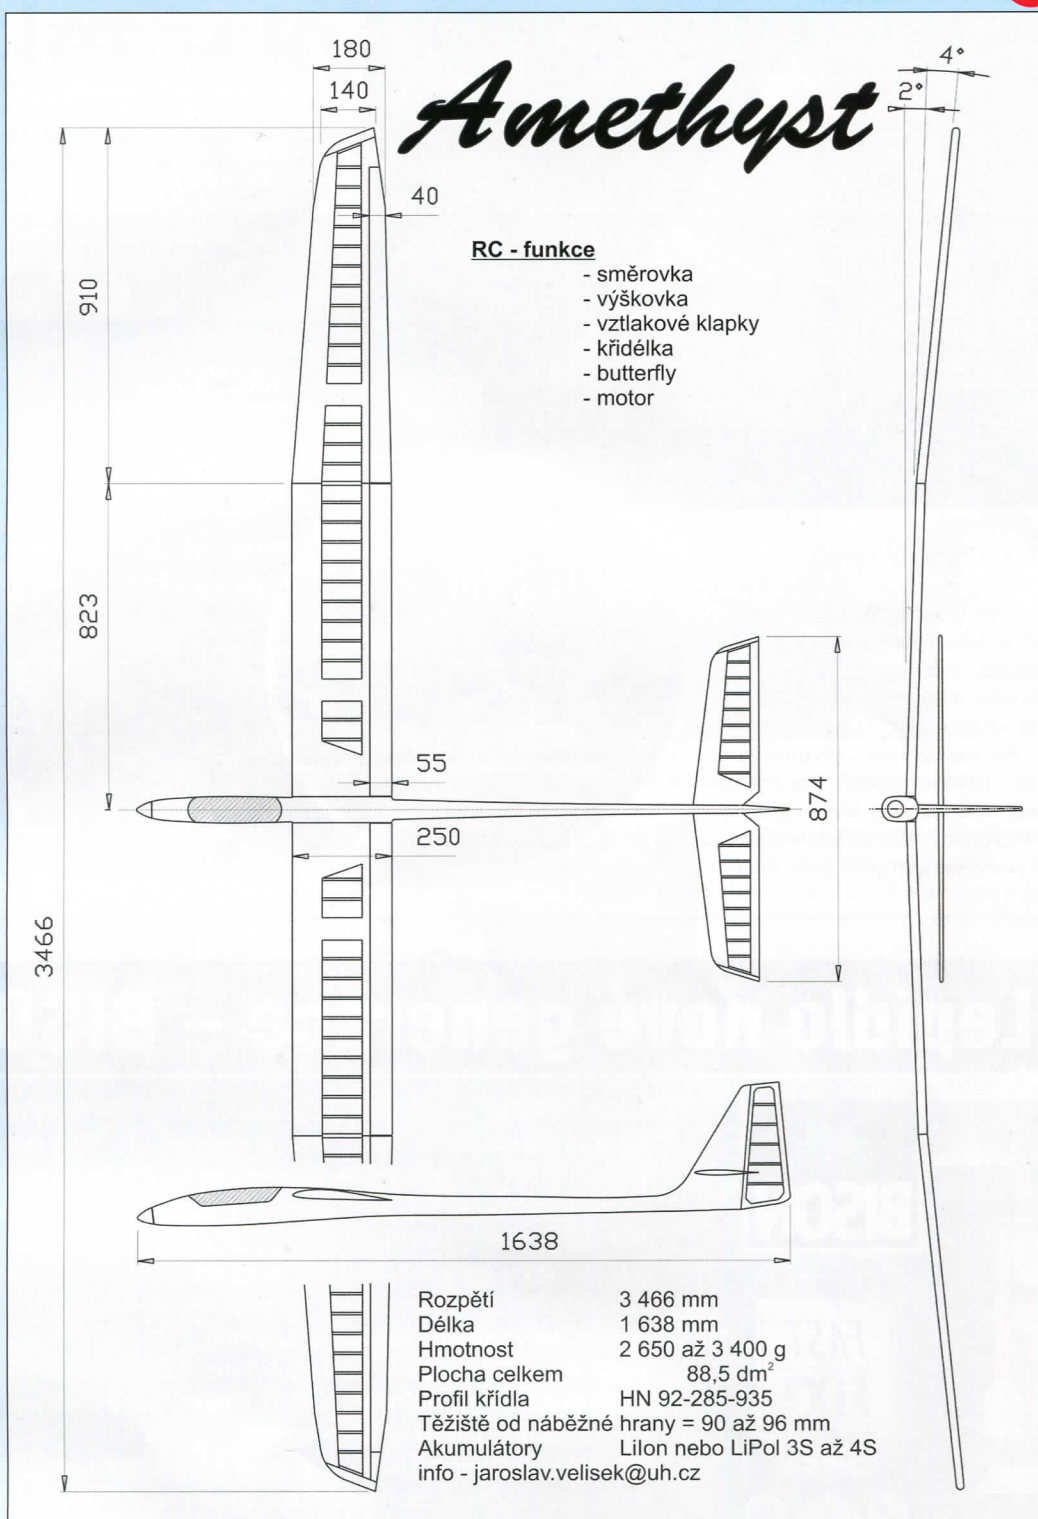 180
140
Amethyst
4°
2°
40
RC - funkce
- směrovka
- výškovka
- vztlakové klapky
- křidélka
- butterfly
- motor
910
823
55
874
250
3466
1638
Rozpětí 3 466 mm
Délka 1 638 mm
Hmotnost 2 650 až 3 400 g
Plocha celkem 88,5 dm²
Profil křídla HN 92-285-935
Těžiště od náběžné hrany = 90 až 96 mm
Akumulátory LiIon nebo LiPol 3S až 4S
info - jaroslav.velisek@uh.cz